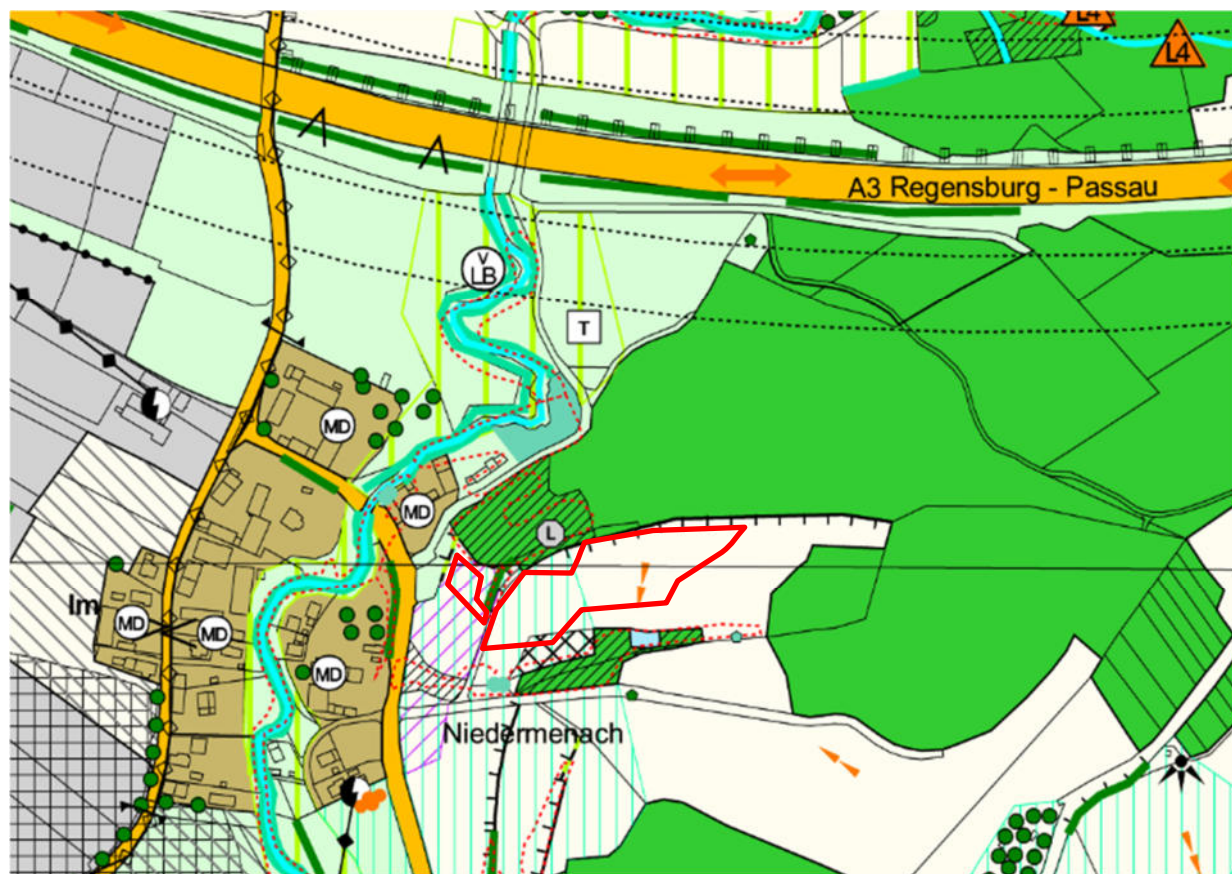 L4
L4
A3 Regensburg - Passau
V
LB
T
MD
MD
L
Im
MD
MD
MD
Niedermenach